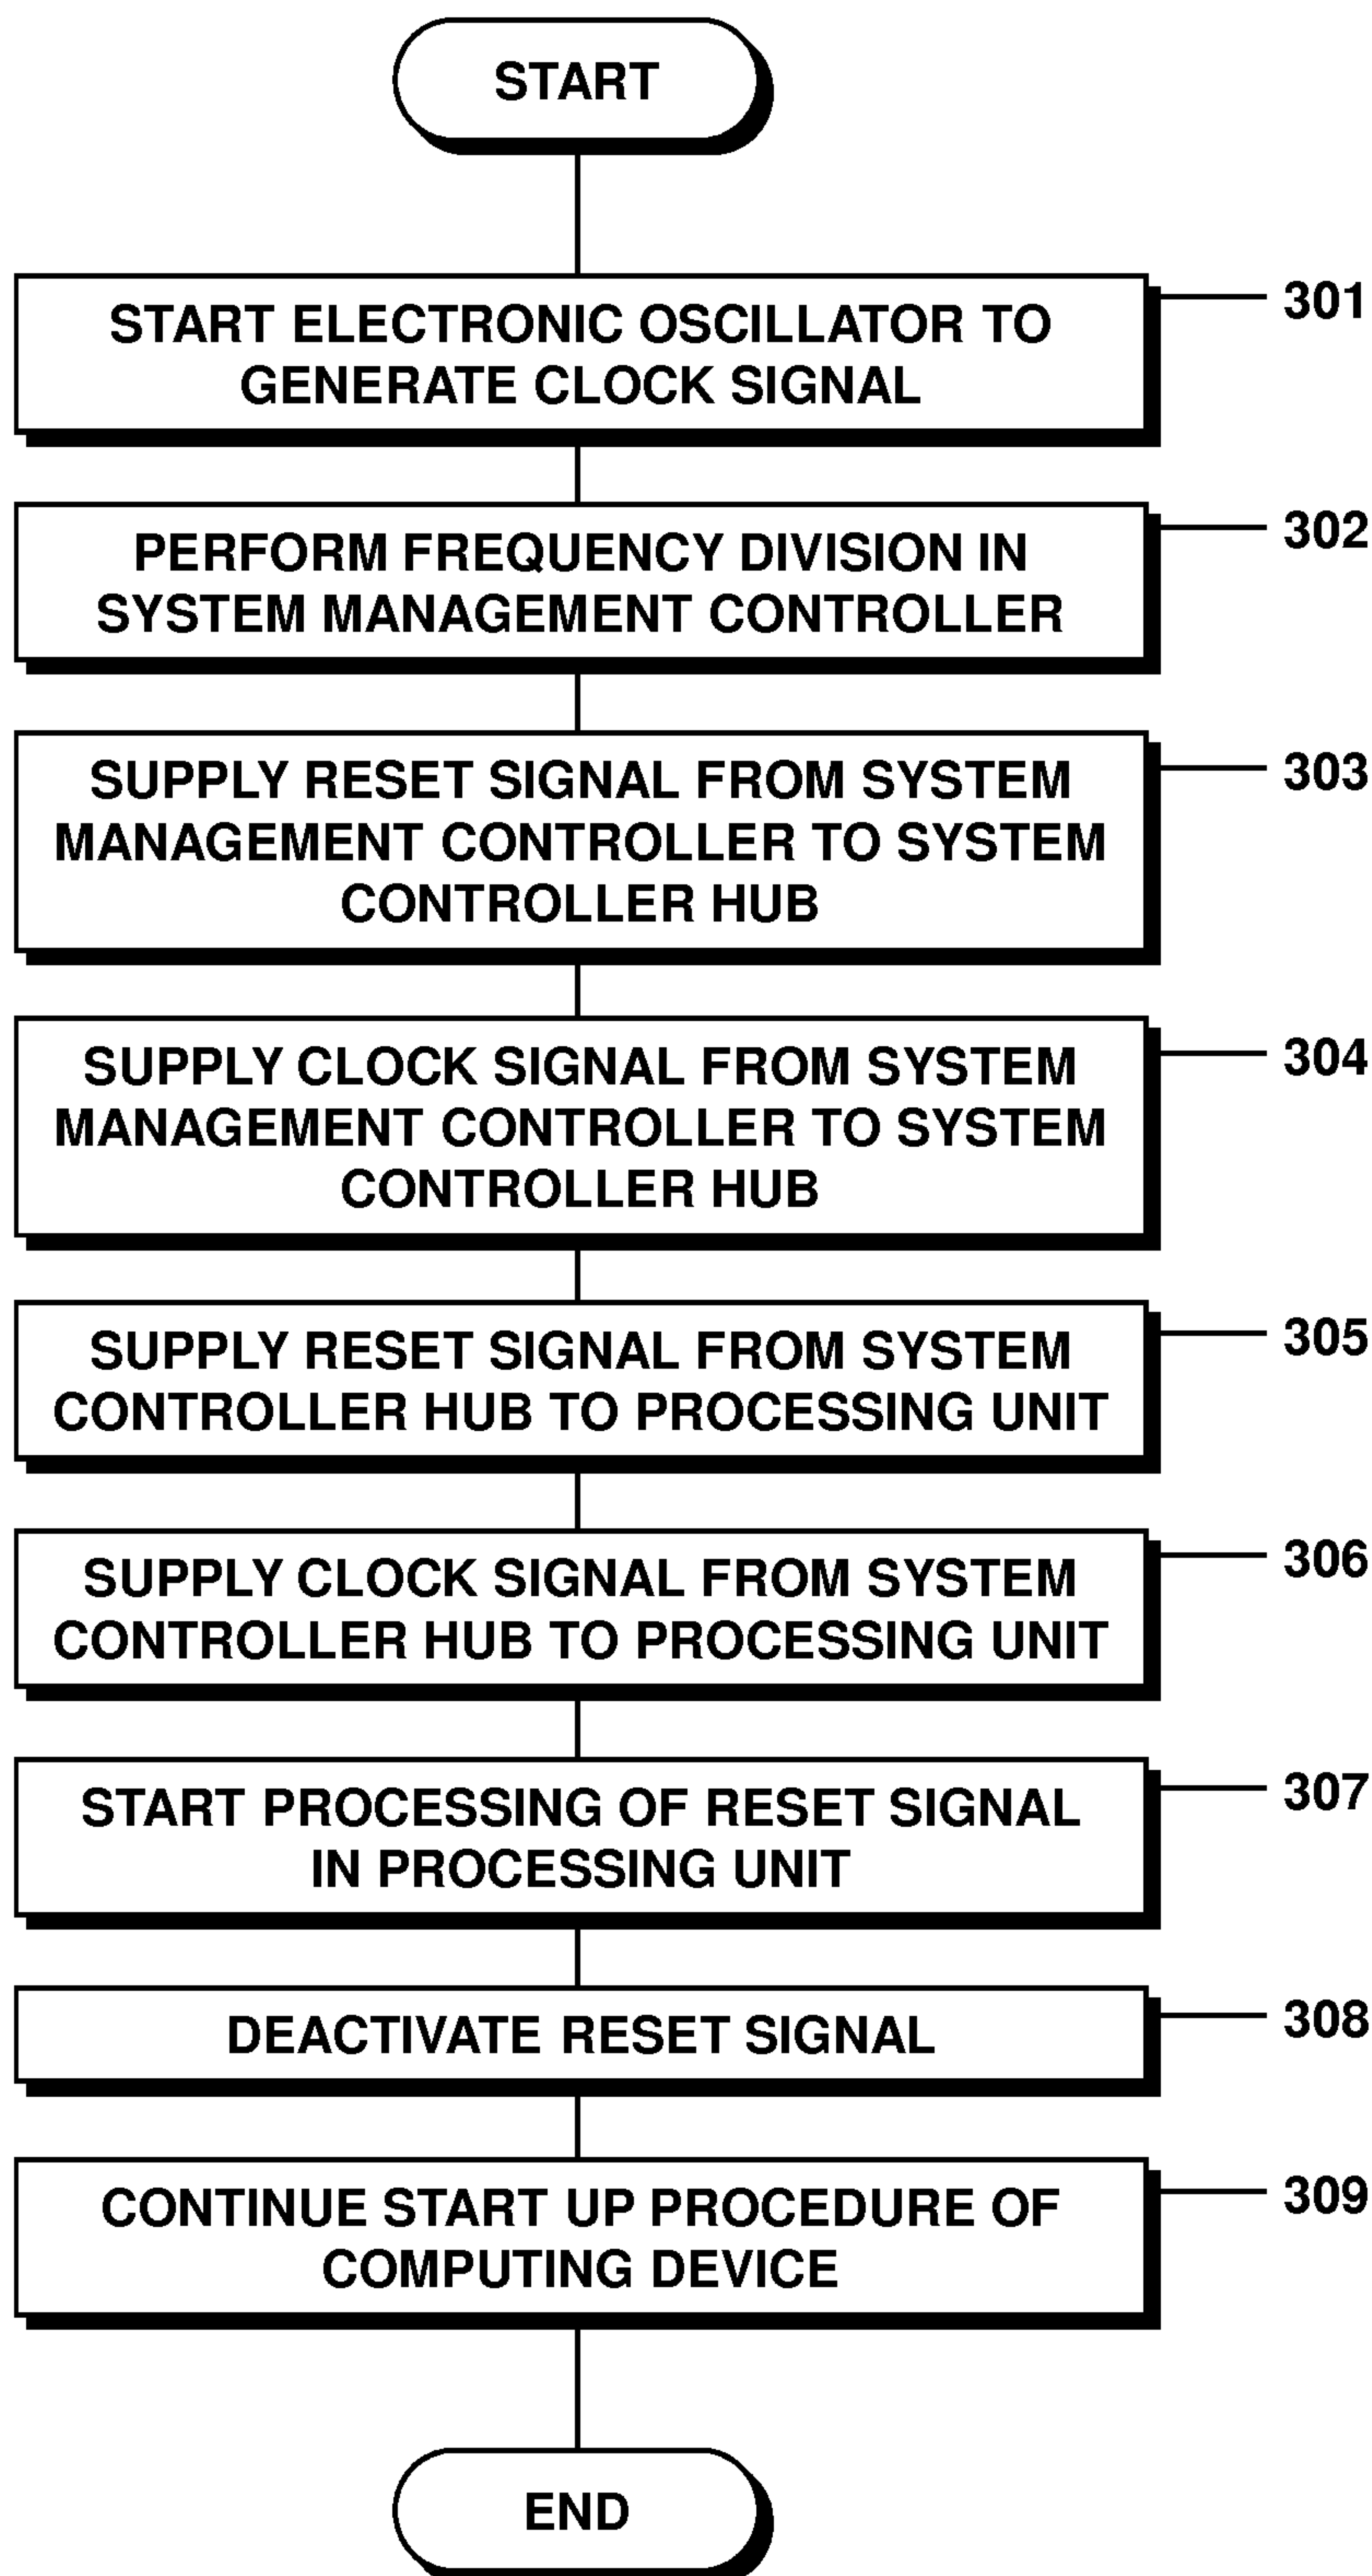 START
START ELECTRONIC OSCILLATOR TO
GENERATE CLOCK SIGNAL
301
PERFORM FREQUENCY DIVISION IN
SYSTEM MANAGEMENT CONTROLLER
302
SUPPLY RESET SIGNAL FROM SYSTEM
MANAGEMENT CONTROLLER TO SYSTEM
CONTROLLER HUB
303
SUPPLY CLOCK SIGNAL FROM SYSTEM
MANAGEMENT CONTROLLER TO SYSTEM
CONTROLLER HUB
304
SUPPLY RESET SIGNAL FROM SYSTEM
CONTROLLER HUB TO PROCESSING UNIT
305
SUPPLY CLOCK SIGNAL FROM SYSTEM
CONTROLLER HUB TO PROCESSING UNIT
306
START PROCESSING OF RESET SIGNAL
IN PROCESSING UNIT
307
DEACTIVATE RESET SIGNAL
308
CONTINUE START UP PROCEDURE OF
COMPUTING DEVICE
309
END